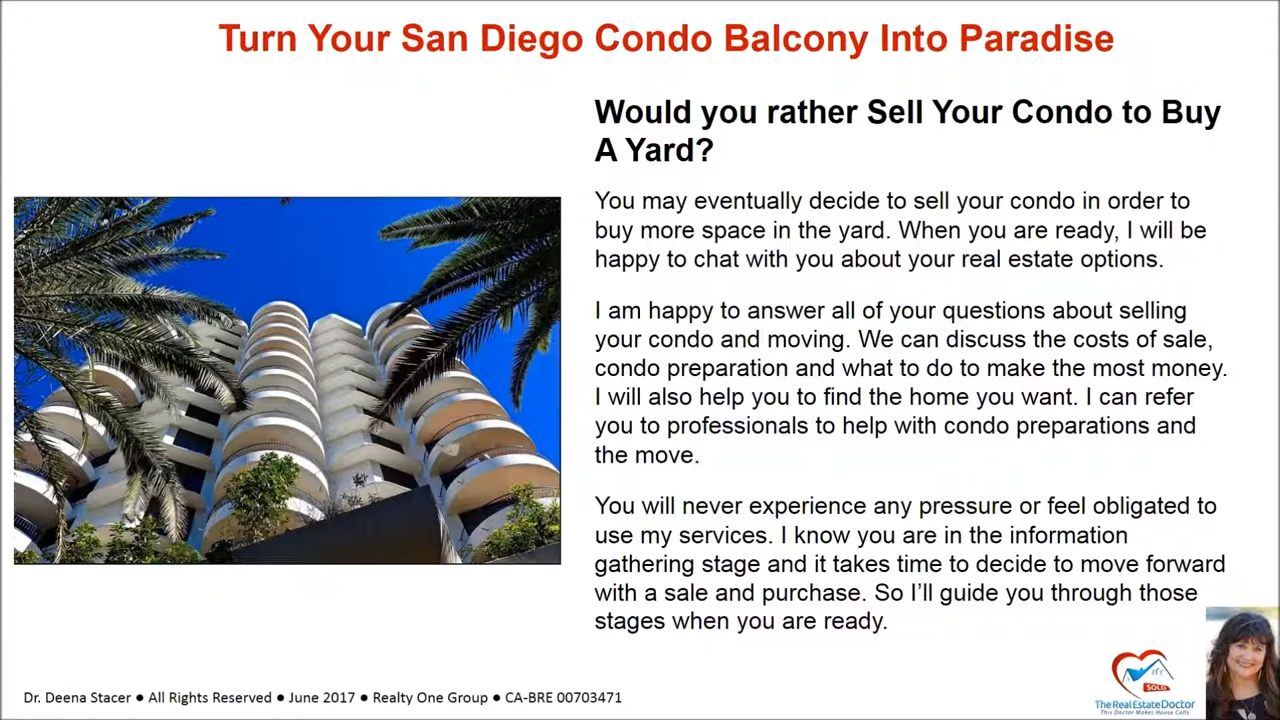 Turn Your San Diego Condo Balcony Into Paradise
Would you rather Sell Your Condo to Buy
A Yard?
You may eventually decide to sell your condo in order to
buy more space in the yard. When you are ready, I will be
happy to chat with you about your real estate options.
I am happy to answer all of your questions about selling
your condo and moving. We can discuss the costs of sale,
condo preparation and what to do to make the most money.
I will also help you to find the home you want. I can refer
you to professionals to help with condo preparations and
the move.
You will never experience any pressure or feel obligated to
use my services. I know you are in the information
gathering stage and it takes time to decide to move forward
with a sale and purchase. So I’ll guide you through those
stages when you are ready.
SOLD
TheRealEstateDoctor
This Doctor Makes House Calls
Dr. Deena Stacer ● All Rights Reserved ● June 2017 ● Realty One Group ● CA-BRE 00703471